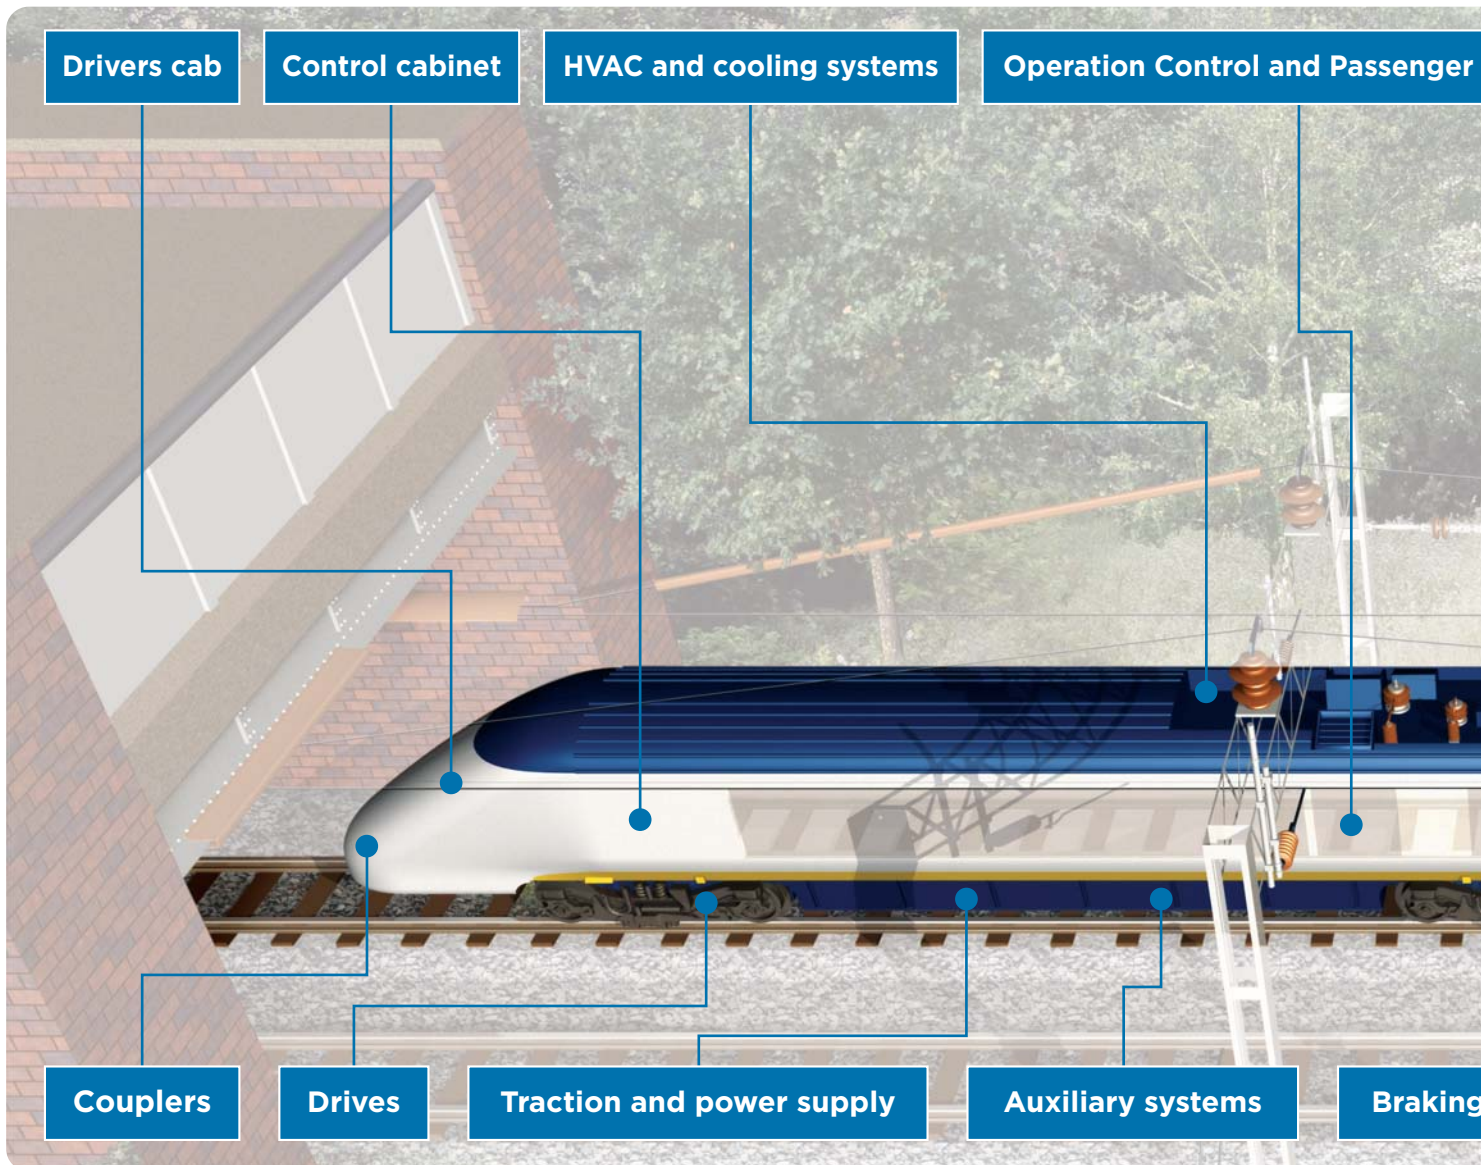 Drivers cab
Control cabinet
HVAC and cooling systems
Operation Control and Passenger
Couplers
Drives
Traction and power supply
Auxiliary systems
Braking